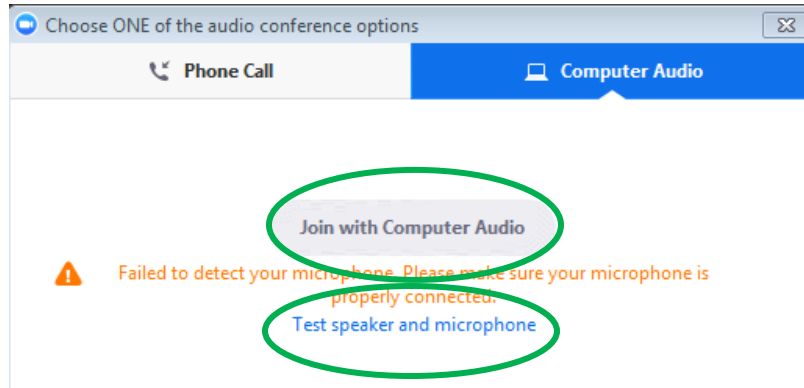 Choose ONE of the audio conference options
Phone Call Computer Audio
Join with Computer Audio
Failed to detect your microphone. Please make sure your microphone is
properly connected.
Test speaker and microphone